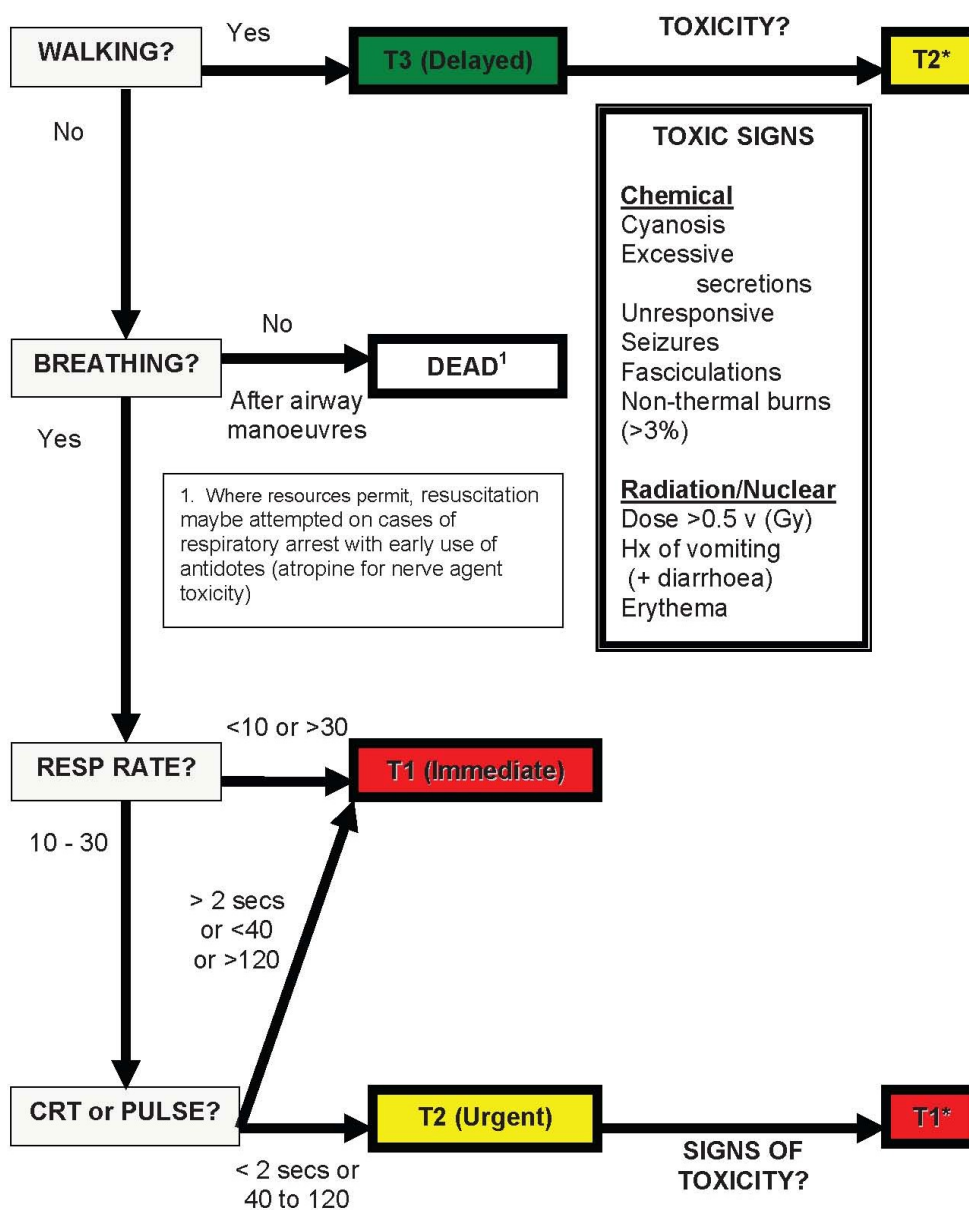 WALKING?
Yes
T3 (Delayed)
TOXICITY?
T2*
No
TOXIC SIGNS
Chemical
Cyanosis
Excessive
secretions
Unresponsive
Seizures
Fasciculations
Non-thermal burns
(>3%)
Radiation/Nuclear
Dose >0.5 v (Gy)
Hx of vomiting
(+ diarrhoea)
Erythema
BREATHING?
No
DEAD¹
After airway
manoeuvres
Yes
1. Where resources permit, resuscitation
maybe attempted on cases of
respiratory arrest with early use of
antidotes (atropine for nerve agent
toxicity)
RESP RATE?
<10 or >30
T1 (Immediate)
10 - 30
> 2 secs
or <40
or >120
CRT or PULSE?
T2 (Urgent)
T1*
< 2 secs or
40 to 120
SIGNS OF
TOXICITY?